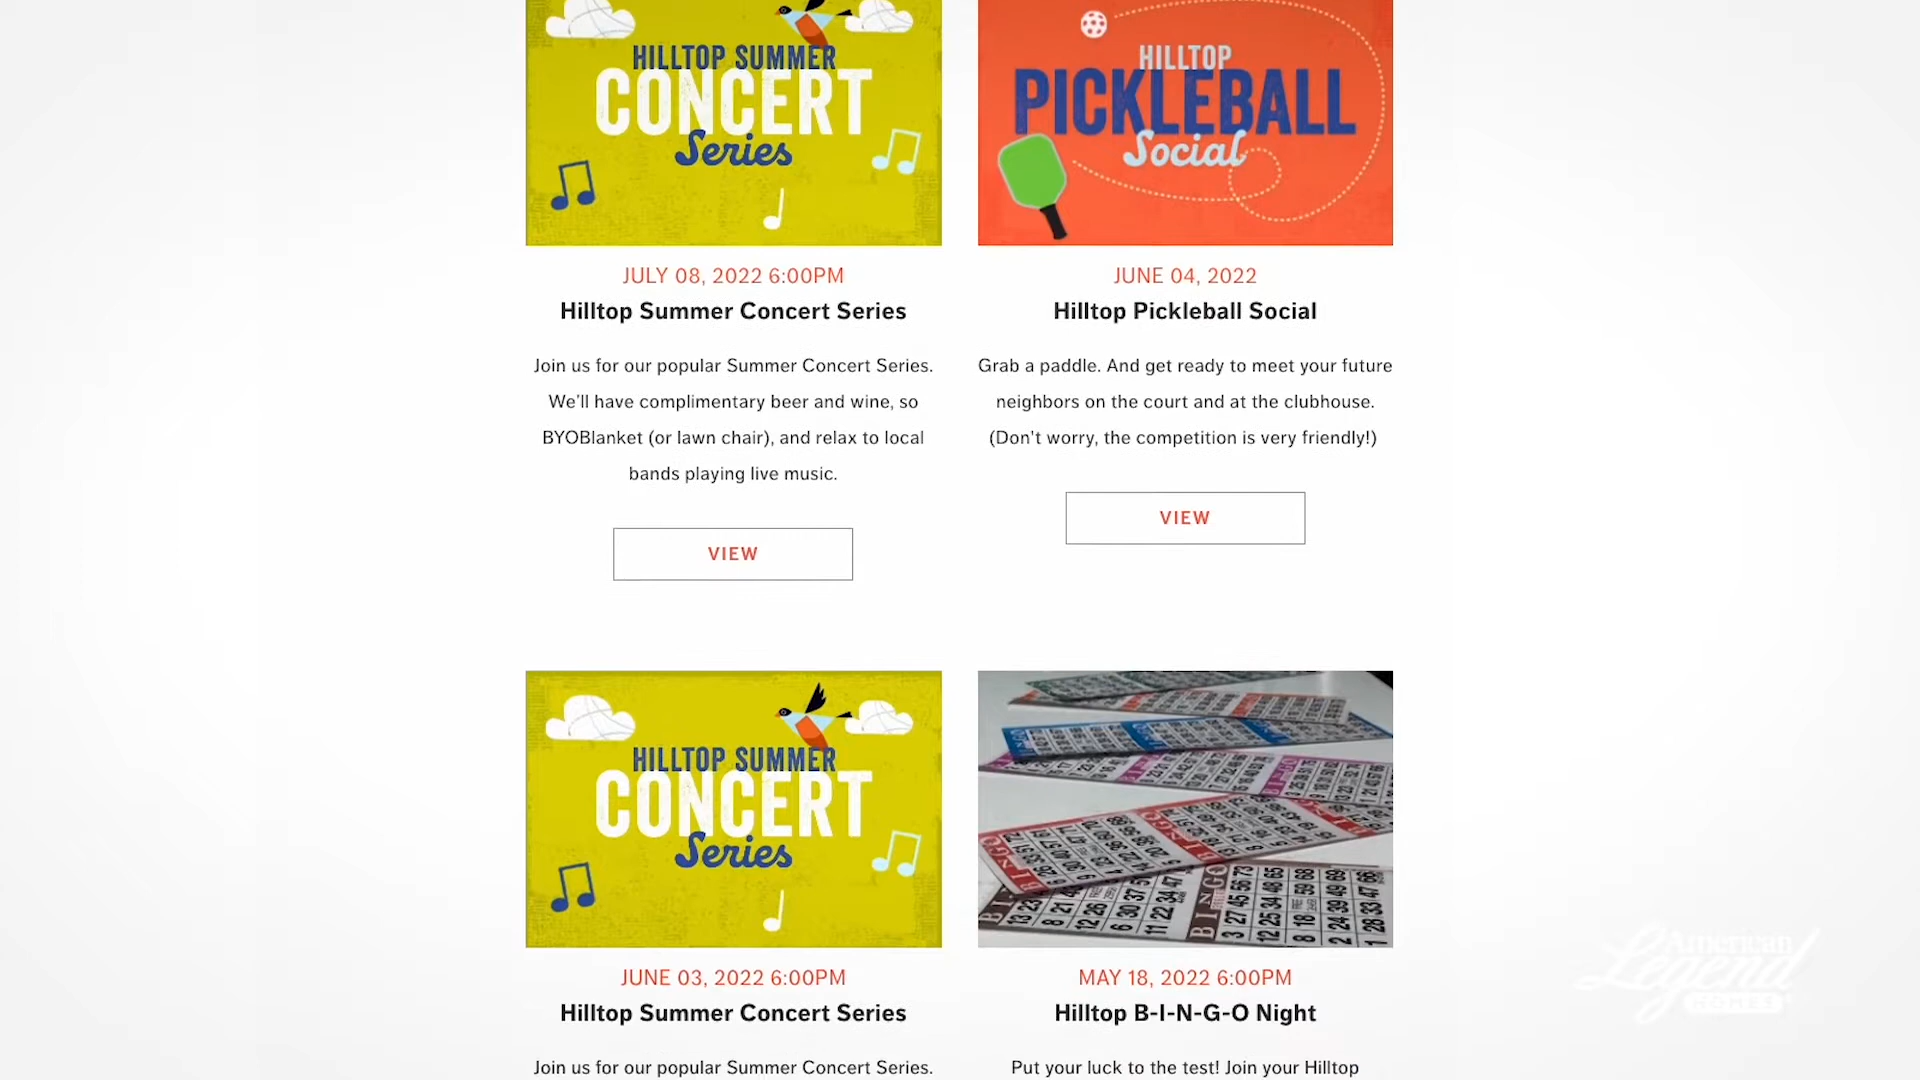 HILLTOP SUMMER
CONCERT
Series
JULY 08, 2022 6:00PM
Hilltop Summer Concert Series
Join us for our popular Summer Concert Series.
We'll have complimentary beer and wine, so
BYOBlanket (or lawn chair), and relax to local
bands playing live music.
VIEW
HILLTOP
PICKLEBALL
Social
JUNE 04, 2022
Hilltop Pickleball Social
Grab a paddle. And get ready to meet your future
neighbors on the court and at the clubhouse.
(Don't worry, the competition is very friendly!)
VIEW
HILLTOP SUMMER
CONCERT
Series
JUNE 03, 2022 6:00PM
Hilltop Summer Concert Series
Join us for our popular Summer Concert Series.
BINGO
MAY 18, 2022 6:00PM
Hilltop B-I-N-G-O Night
Put your luck to the test! Join your Hilltop
American
Legend
HOMES